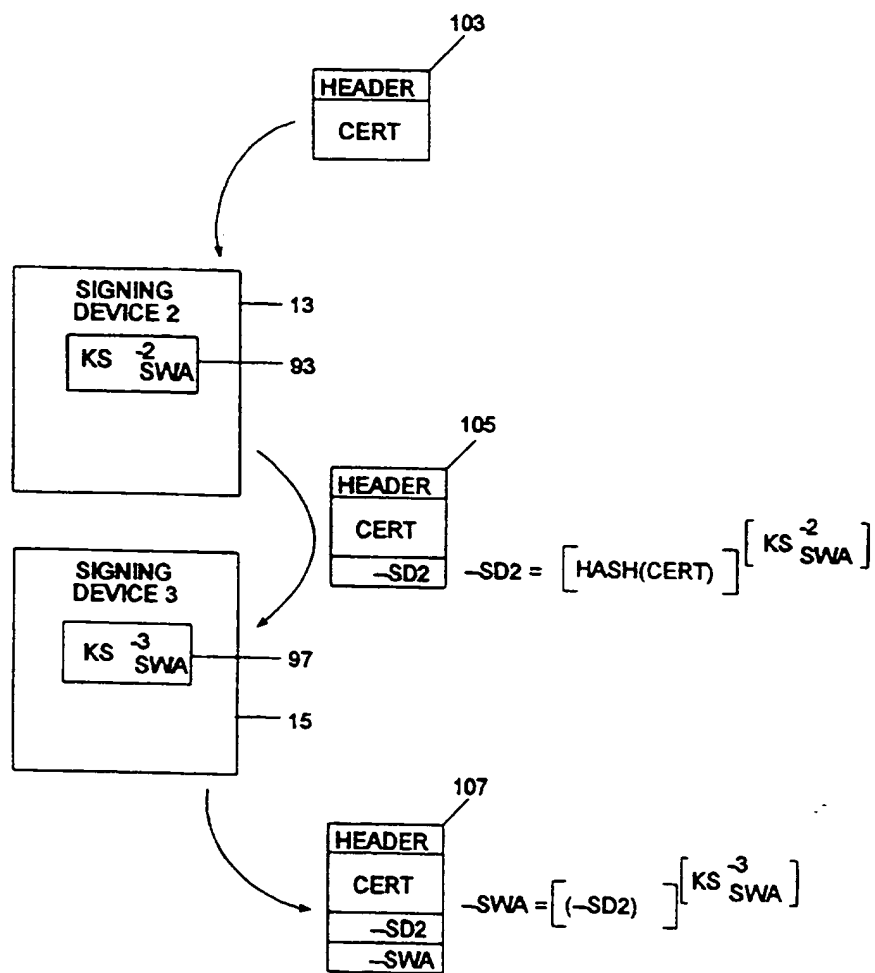 103
HEADER
CERT
SIGNING
DEVICE 2
13
KS -2 SWA
93
105
HEADER
CERT
—SD2
—SD2 = [HASH(CERT)] [KS -2 SWA]
SIGNING
DEVICE 3
KS -3 SWA
97
15
107
HEADER
CERT
—SD2
—SWA
—SWA = [(—SD2)] [KS -3 SWA]